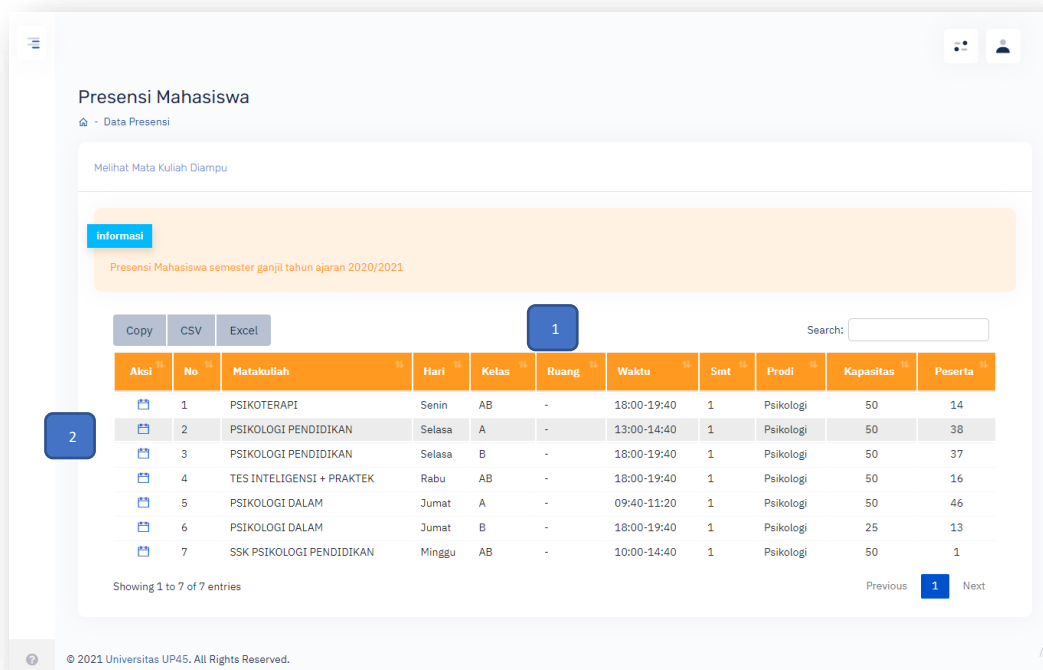 Presensi Mahasiswa
- Data Presensi
Melihat Mata Kuliah Diampu
informasi
Presensi Mahasiswa semester ganjil tahun ajaran 2020/2021
Copy CSV Excel 1 Search:
Aksi No Matakuliah Hari Kelas Ruang Waktu Smt Prodi Kapasitas Peserta
1 PSIKOTERAPI Senin AB - 18:00-19:40 1 Psikologi 50 14
2
2 PSIKOLOGI PENDIDIKAN Selasa A - 13:00-14:40 1 Psikologi 50 38
3 PSIKOLOGI PENDIDIKAN Selasa B - 18:00-19:40 1 Psikologi 50 37
4 TES INTELIGENSI + PRAKTEK Rabu AB - 18:00-19:40 1 Psikologi 50 16
5 PSIKOLOGI DALAM Jumat A - 09:40-11:20 1 Psikologi 50 46
6 PSIKOLOGI DALAM Jumat B - 18:00-19:40 1 Psikologi 25 13
7 SSK PSIKOLOGI PENDIDIKAN Minggu AB - 10:00-14:40 1 Psikologi 50 1
Showing 1 to 7 of 7 entries Previous 1 Next
© 2021 Universitas UP45. All Rights Reserved.